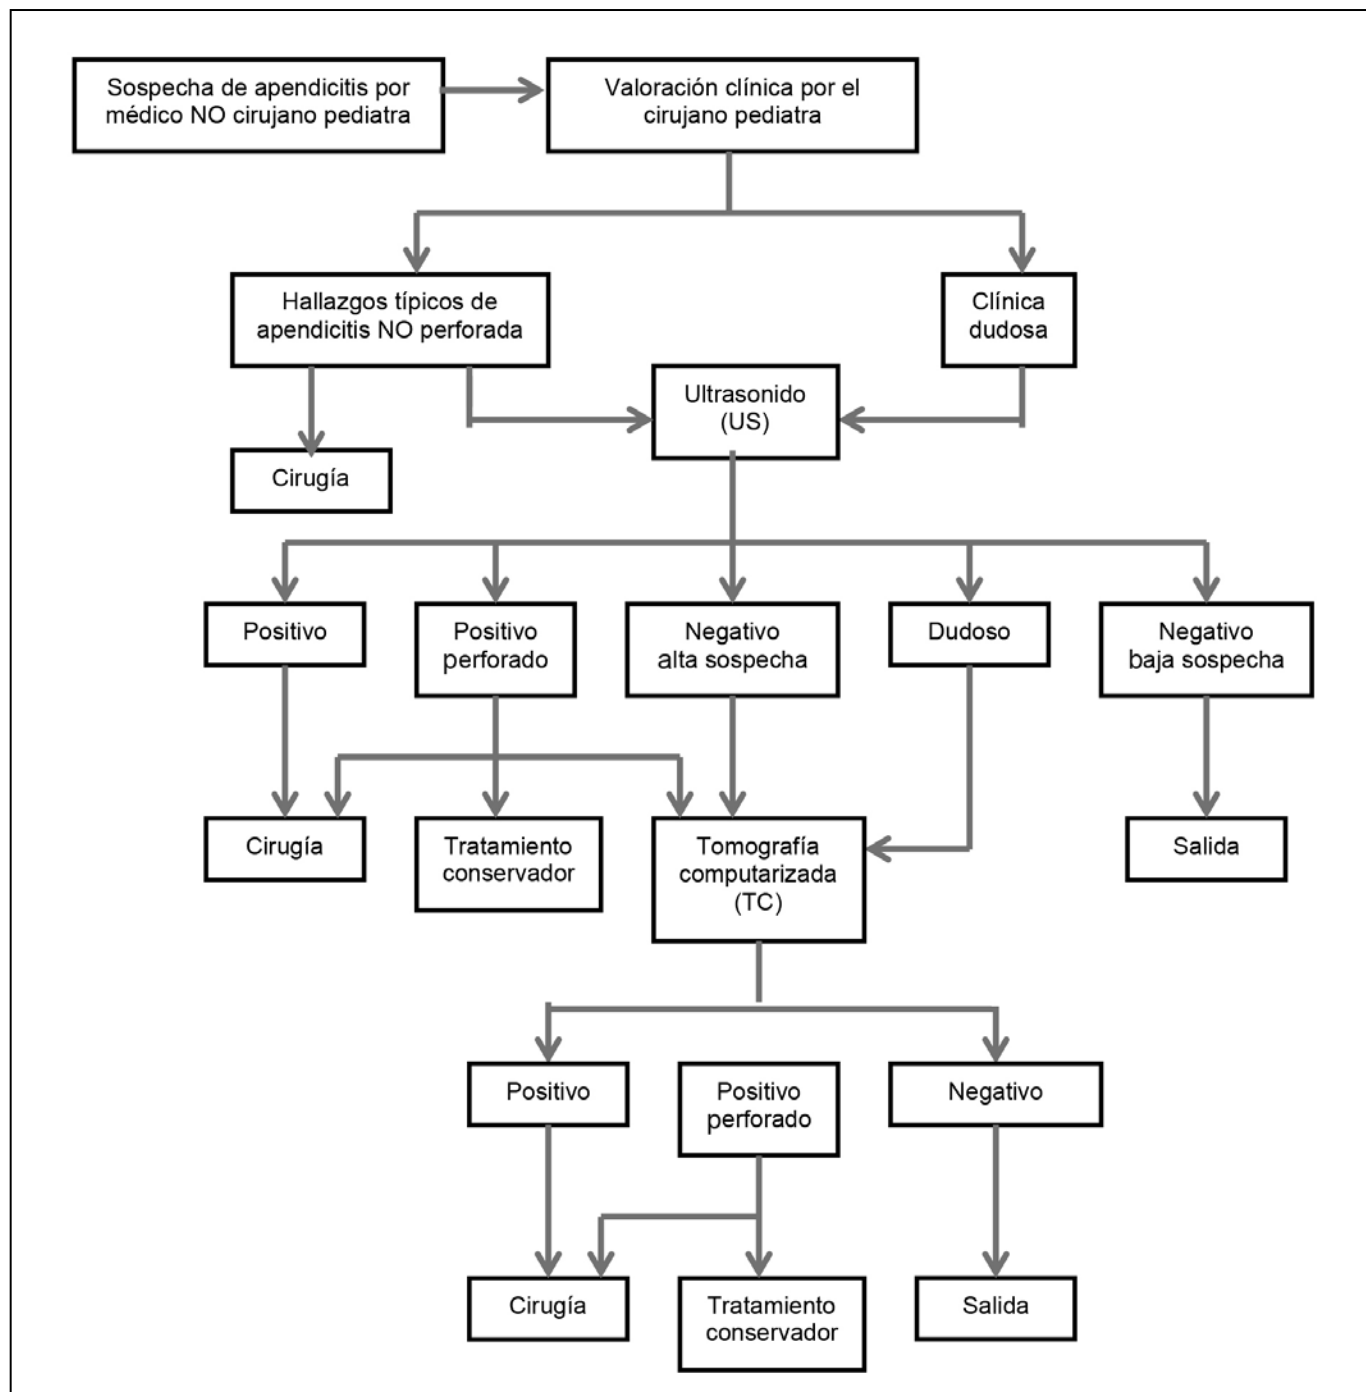 Sospecha de apendicitis por
médico NO cirujano pediatra
Valoración clínica por el
cirujano pediatra
Hallazgos típicos de
apendicitis NO perforada
Clínica
dudosa
Ultrasonido
(US)
Cirugía
Positivo
Positivo
perforado
Negativo
alta sospecha
Dudoso
Negativo
baja sospecha
Cirugía
Tratamiento
conservador
Tomografía
computarizada
(TC)
Salida
Positivo
Positivo
perforado
Negativo
Cirugía
Tratamiento
conservador
Salida